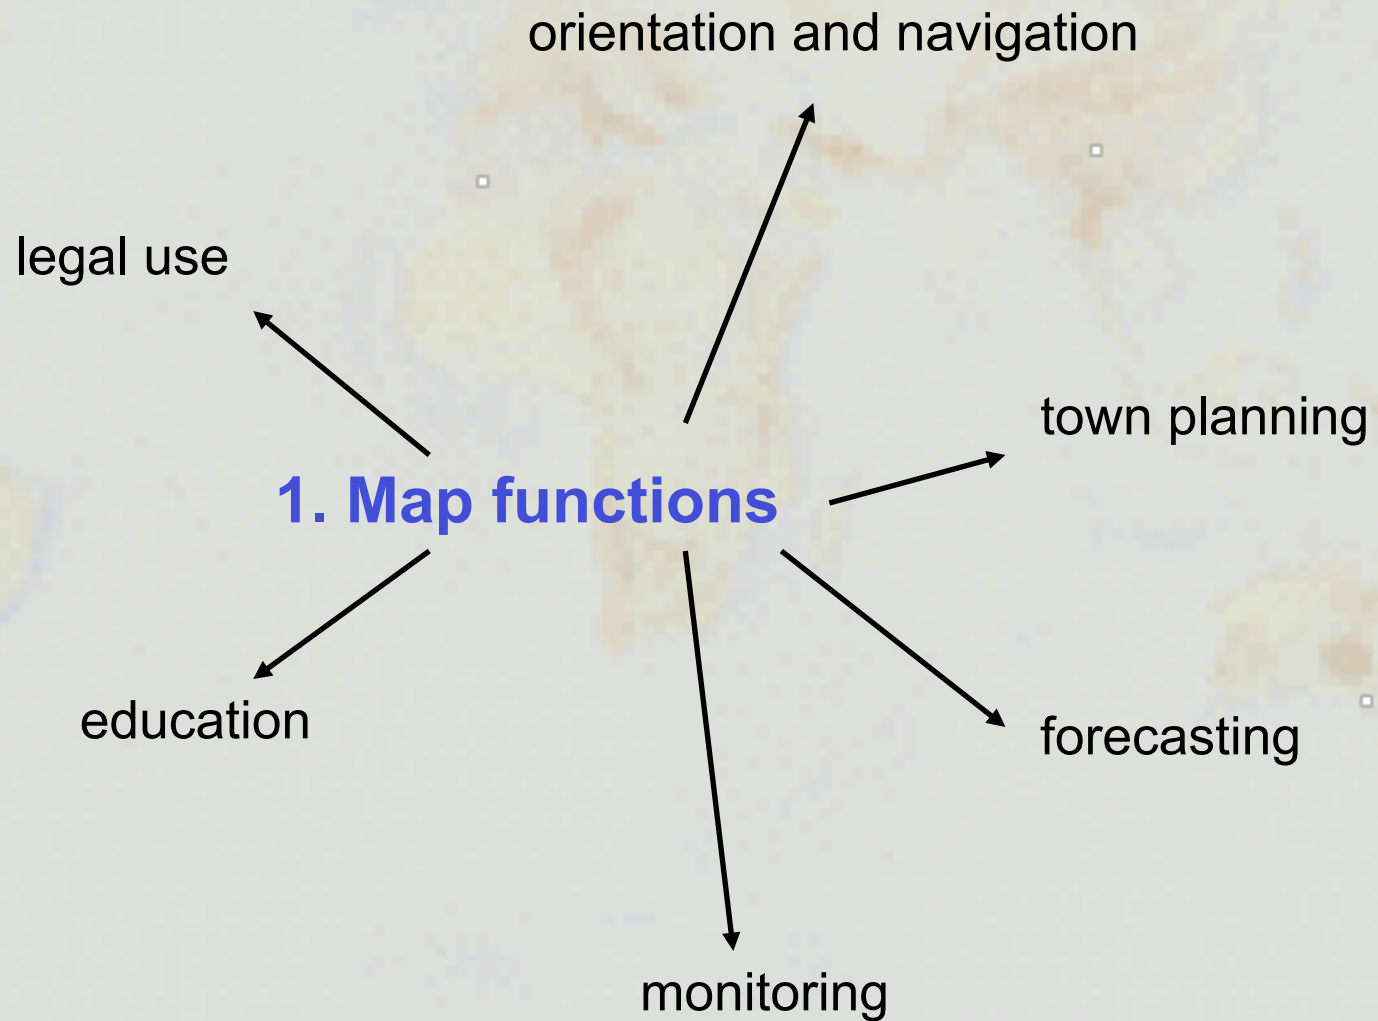 orientation and navigation
legal use
town planning
1. Map functions
education
forecasting
monitoring